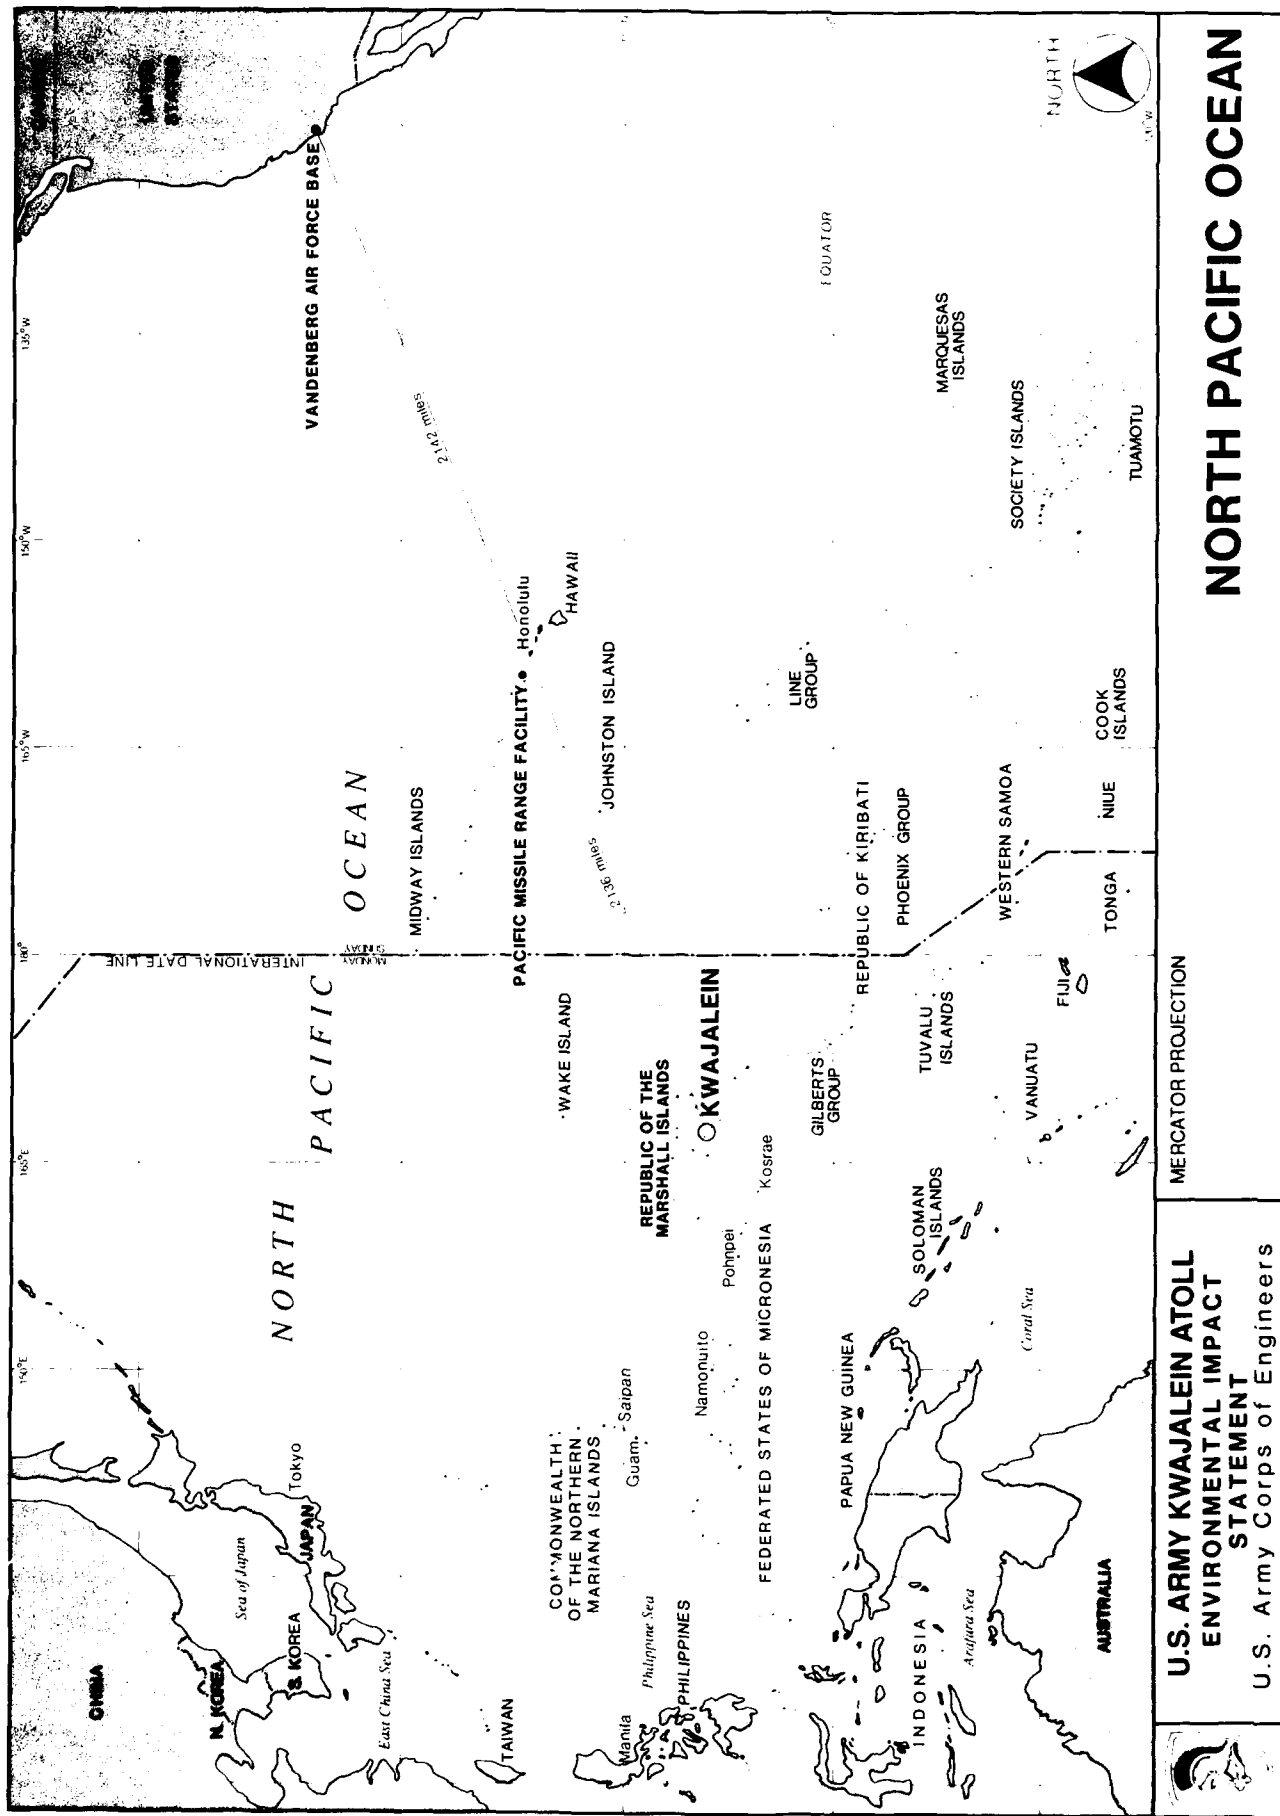 CHINA
N. KOREA
S. KOREA
Sea of Japan
JAPAN
Tokyo
East China Sea
TAIWAN
150°E
165°E
180°
165°W
150°W
135°W
NORTH
PACIFIC
OCEAN
INTERATIONAL DATE LINE
MONDAY
SUNDAY
MIDWAY ISLANDS
UNITED
STATES
VANDENBERG AIR FORCE BASE
2142 miles
PACIFIC MISSILE RANGE FACILITY
Honolulu
HAWAII
JOHNSTON ISLAND
2136 miles
WAKE ISLAND
COMMONWEALTH
OF THE NORTHERN
MARIANA ISLANDS
Saipan
Guam
Philippine Sea
Manila
PHILIPPINES
REPUBLIC OF THE
MARSHALL ISLANDS
KWAJALEIN
Namonuito
Pohnpei
Kosrae
FEDERATED STATES OF MICRONESIA
LINE
GROUP
EQUATOR
GILBERTS
GROUP
REPUBLIC OF KIRIBATI
PHOENIX GROUP
PAPUA NEW GUINEA
INDONESIA
Arafura Sea
SOLOMAN
ISLANDS
TUVALU
ISLANDS
MARQUESAS
ISLANDS
WESTERN SAMOA
SOCIETY ISLANDS
Coral Sea
VANUATU
FIJI
TONGA
NIUE
COOK
ISLANDS
TUAMOTU
AUSTRALIA
NORTH
MERCATOR PROJECTION
U.S. ARMY KWAJALEIN ATOLL
ENVIRONMENTAL IMPACT
STATEMENT
U.S. Army Corps of Engineers
NORTH PACIFIC OCEAN